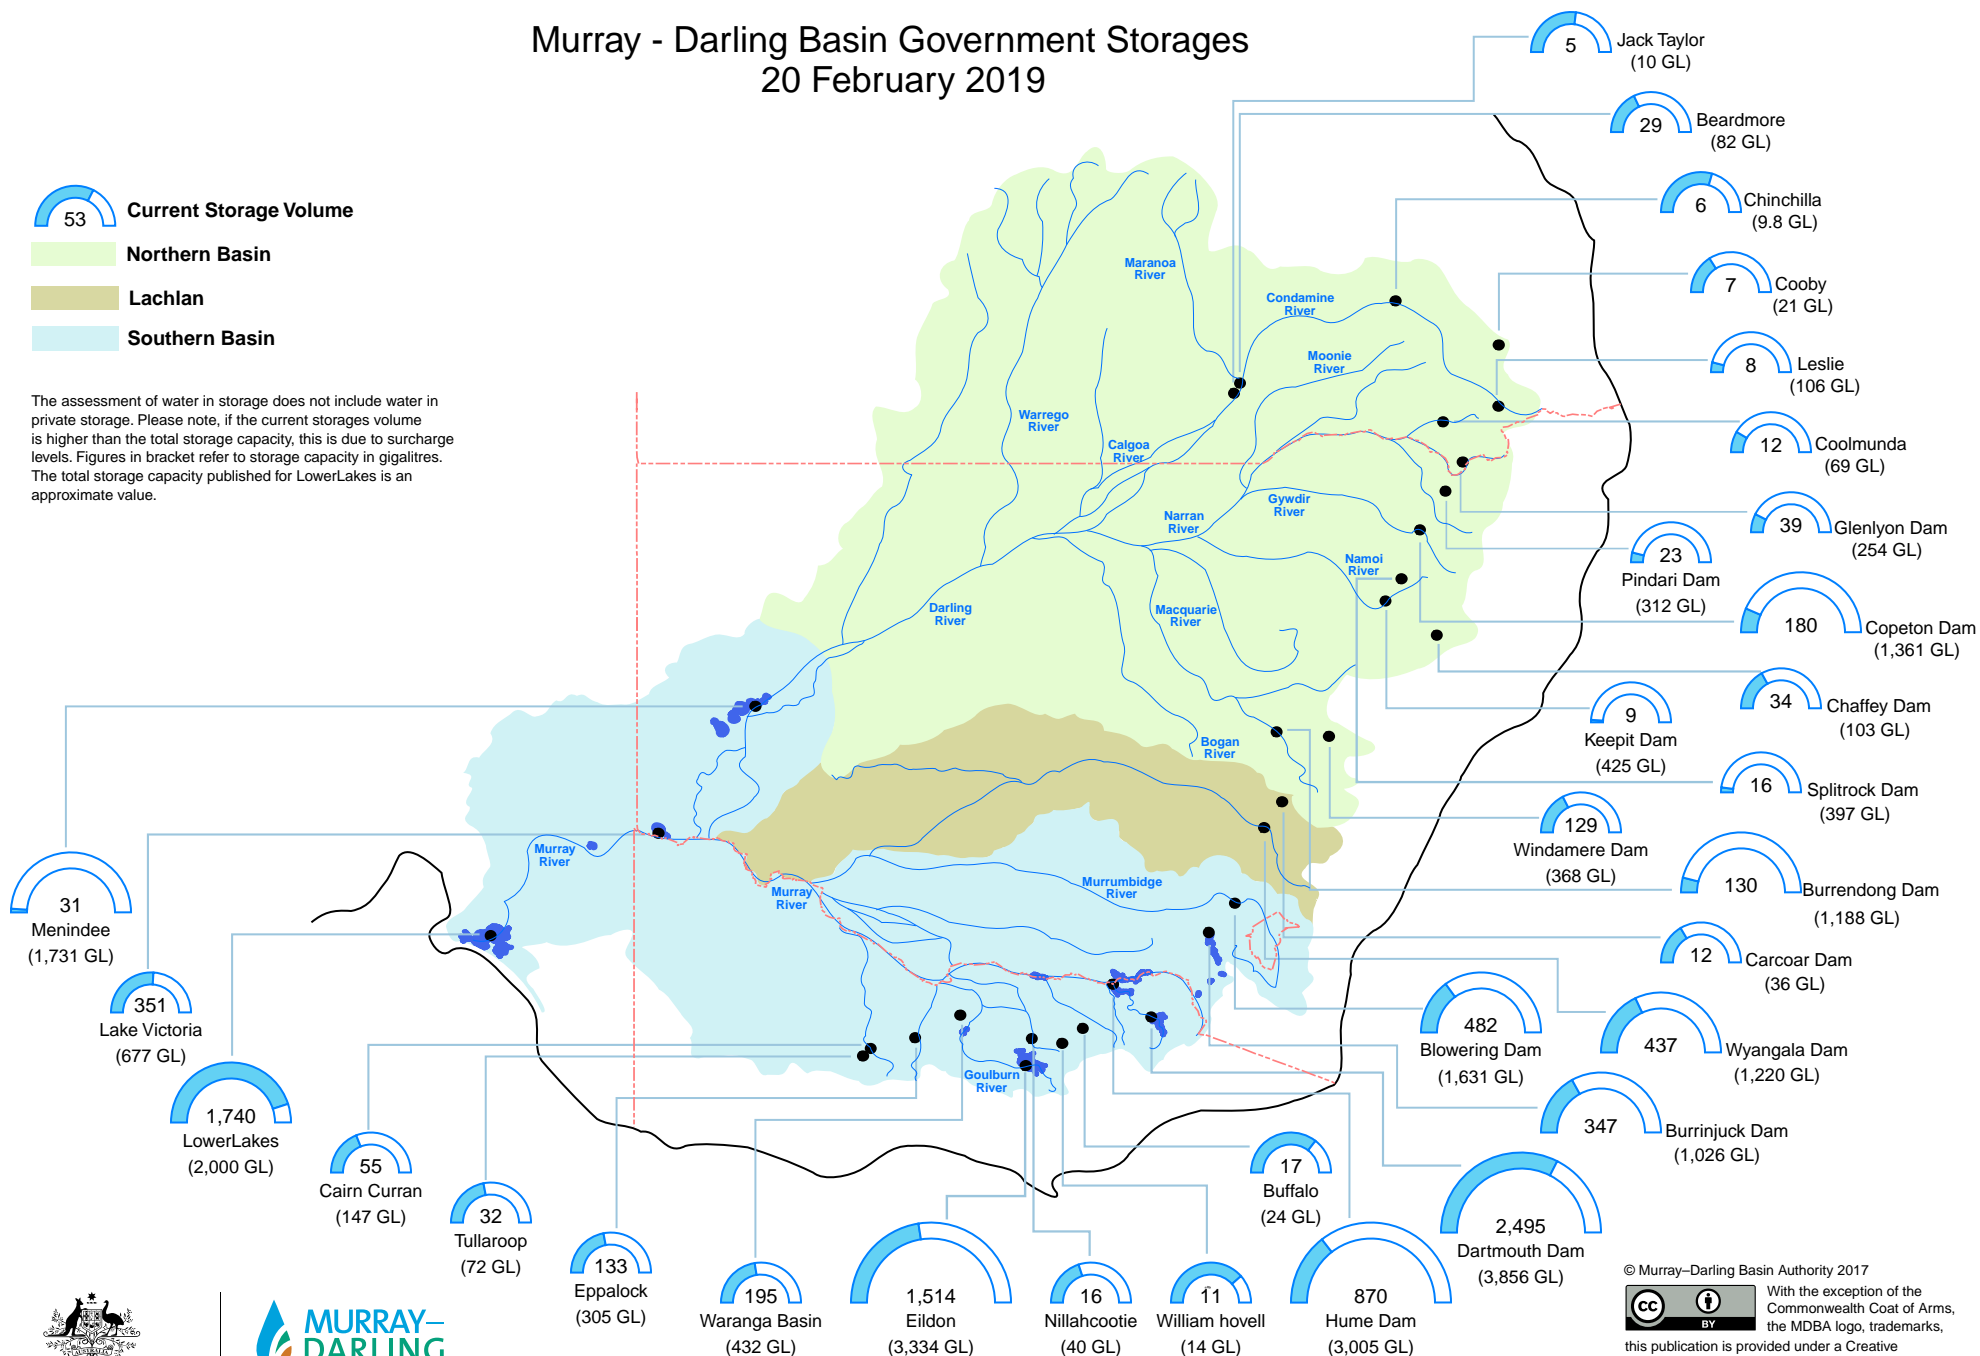 Murray - Darling Basin Government Storages
20 February 2019
53
Current Storage Volume
Northern Basin
Lachlan
Southern Basin
The assessment of water in storage does not include water in
private storage. Please note, if the current storages volume
is higher than the total storage capacity, this is due to surcharge
levels. Figures in bracket refer to storage capacity in gigalitres.
The total storage capacity published for LowerLakes is an
approximate value.
Maranoa
River
Condamine
River
Moonie
River
Warrego
River
Calgoa
River
Gywdir
River
Narran
River
Namoi
River
Darling
River
Macquarie
River
Bogan
River
Murray
River
Murray
River
Murrumbidge
River
Goulburn
River
5
Jack Taylor
(10 GL)
29
Beardmore
(82 GL)
6
Chinchilla
(9.8 GL)
7
Cooby
(21 GL)
8
Leslie
(106 GL)
12
Coolmunda
(69 GL)
39
Glenlyon Dam
(254 GL)
23
Pindari Dam
(312 GL)
180
Copeton Dam
(1,361 GL)
34
Chaffey Dam
(103 GL)
9
Keepit Dam
(425 GL)
16
Splitrock Dam
(397 GL)
129
Windamere Dam
(368 GL)
130
Burrendong Dam
(1,188 GL)
12
Carcoar Dam
(36 GL)
482
Blowering Dam
(1,631 GL)
437
Wyangala Dam
(1,220 GL)
347
Burrinjuck Dam
(1,026 GL)
2,495
Dartmouth Dam
(3,856 GL)
31
Menindee
(1,731 GL)
351
Lake Victoria
(677 GL)
1,740
LowerLakes
(2,000 GL)
55
Cairn Curran
(147 GL)
32
Tullaroop
(72 GL)
133
Eppalock
(305 GL)
195
Waranga Basin
(432 GL)
1,514
Eildon
(3,334 GL)
16
Nillahcootie
(40 GL)
11
William hovell
(14 GL)
17
Buffalo
(24 GL)
870
Hume Dam
(3,005 GL)
AUSTRALIA
MURRAY–
DARLING
© Murray–Darling Basin Authority 2017
cc
BY
With the exception of the
Commonwealth Coat of Arms,
the MDBA logo, trademarks,
this publication is provided under a Creative